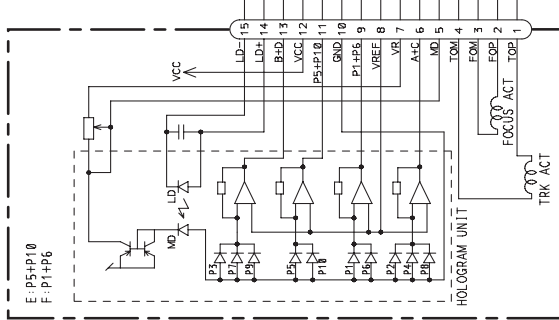 15 14 13 12 11 10 9 8 7 6 5 4 3 2 1
LD-
LD+
B+D
VCC
P5+P10
GND
P1+P6
VREF
VR
A+C
MD
TOM
FOM
FOP
TOP
VCC
FOCUS ACT
TRK ACT
LD
MD
P3
P7
P9
P5
P10
P1
P6
P2
P4
P8
HOLOGRAM UNIT
E:P5+P10
F:P1+P6